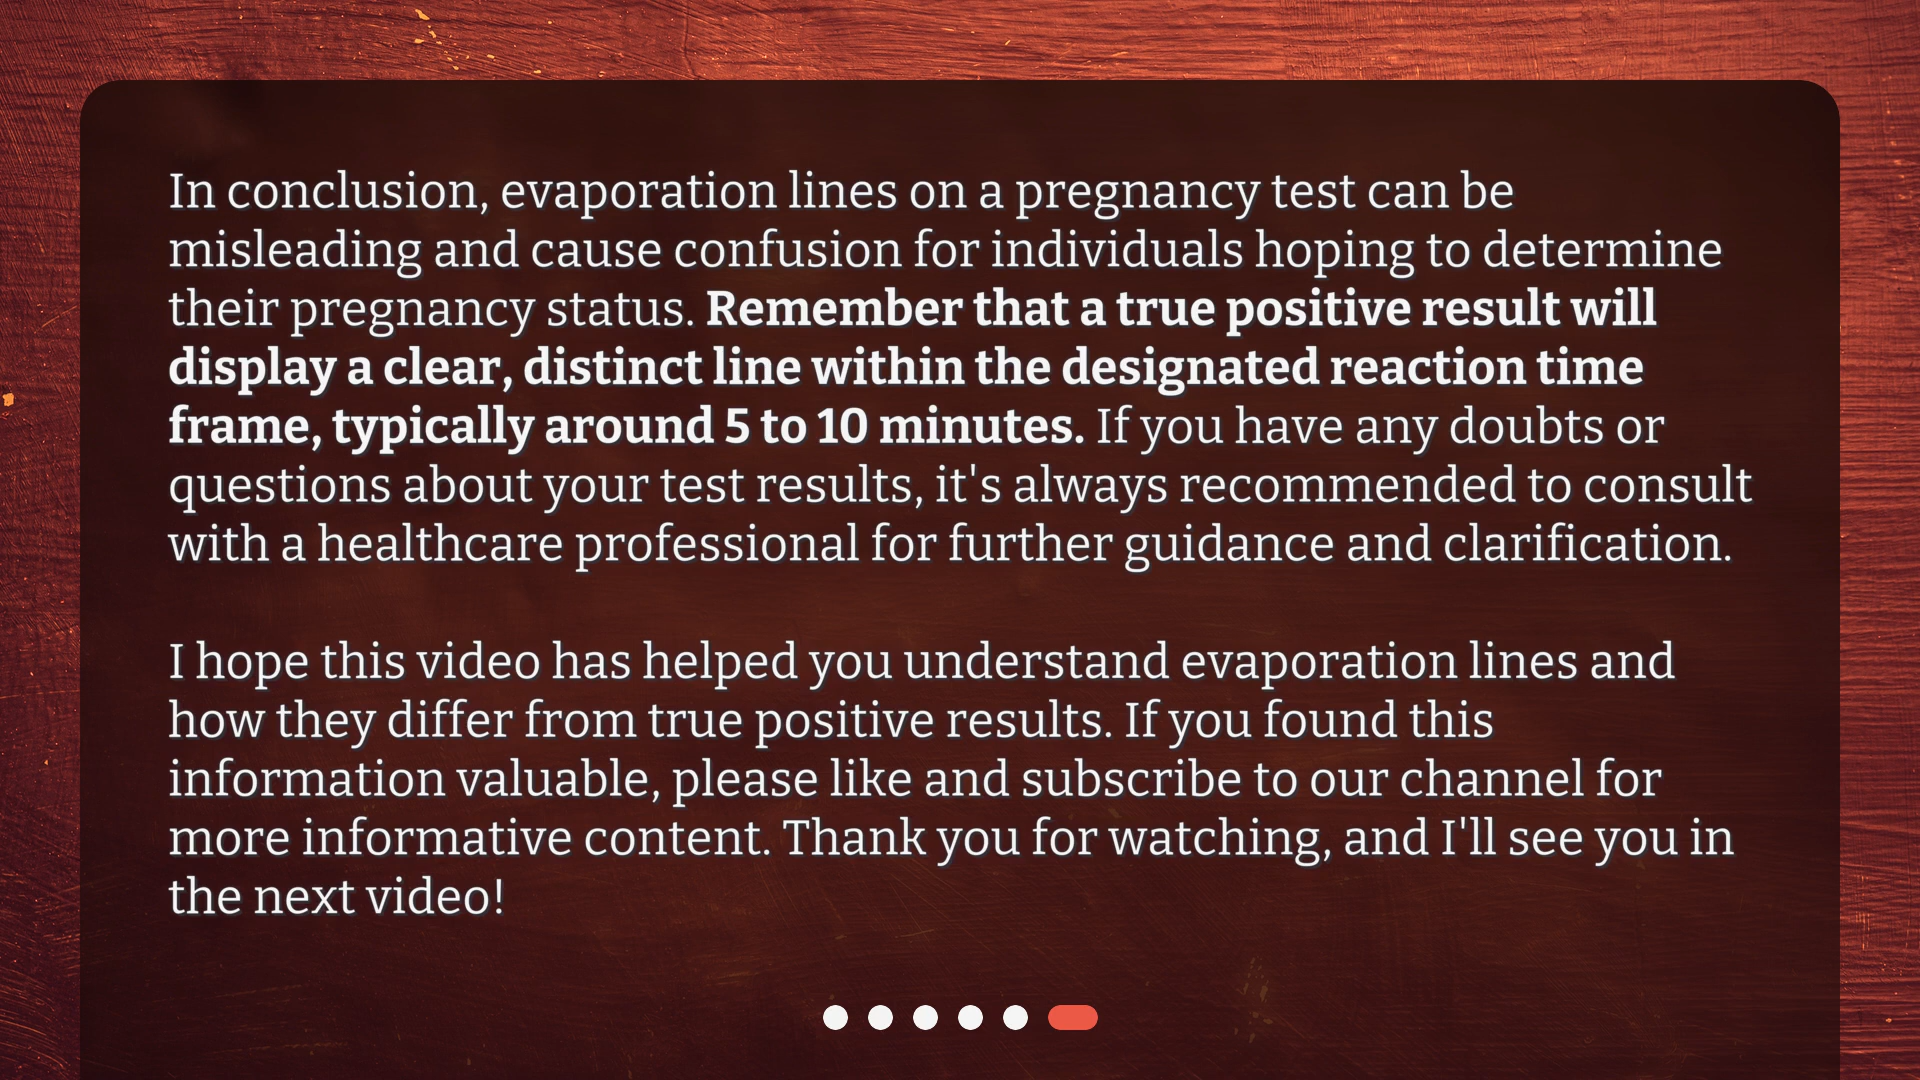 In conclusion, evaporation lines on a pregnancy test can be
misleading and cause confusion for individuals hoping to determine
their pregnancy status. Remember that a true positive result will
display a clear, distinct line within the designated reaction time
frame, typically around 5 to 10 minutes. If you have any doubts or
questions about your test results, it's always recommended to consult
with a healthcare professional for further guidance and clarification.
I hope this video has helped you understand evaporation lines and
how they differ from true positive results. If you found this
information valuable, please like and subscribe to our channel for
more informative content. Thank you for watching, and I'll see you in
the next video!